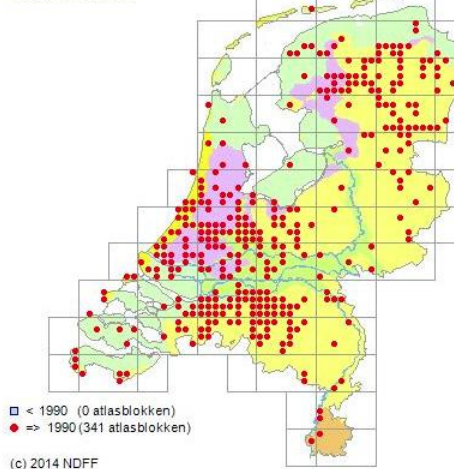 < 1990 (0 atlasblokken)
=> 1990 (341 atlasblokken)
(c) 2014 NDFF